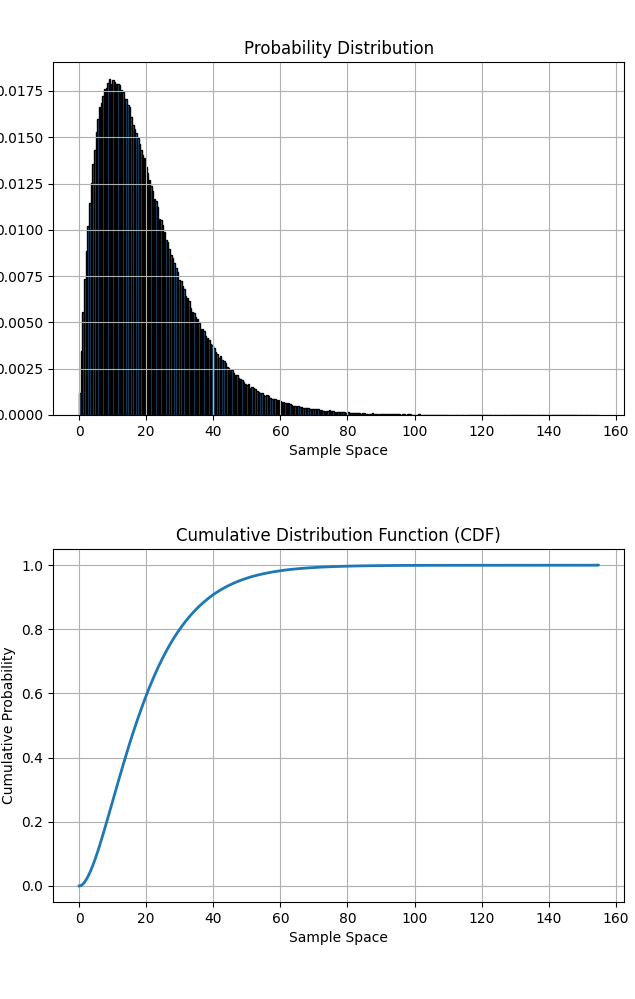 Probability Distribution
0.0175
0.0150
0.0125
0.0100
0.0075
0.0050
0.0025
0.0000
0 20 40 60 80 100 120 140 160
Sample Space
Cumulative Distribution Function (CDF)
Cumulative Probability
1.0
0.8
0.6
0.4
0.2
0.0
0 20 40 60 80 100 120 140 160
Sample Space